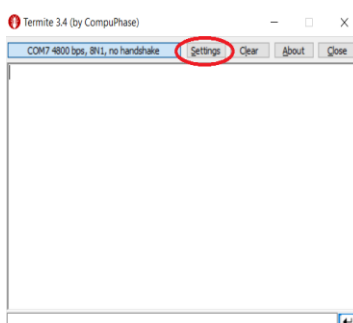 Termite 3.4 (by CompuPhase)
COM7 4800 bps, 8N1, no handshake Settings Clear About Close